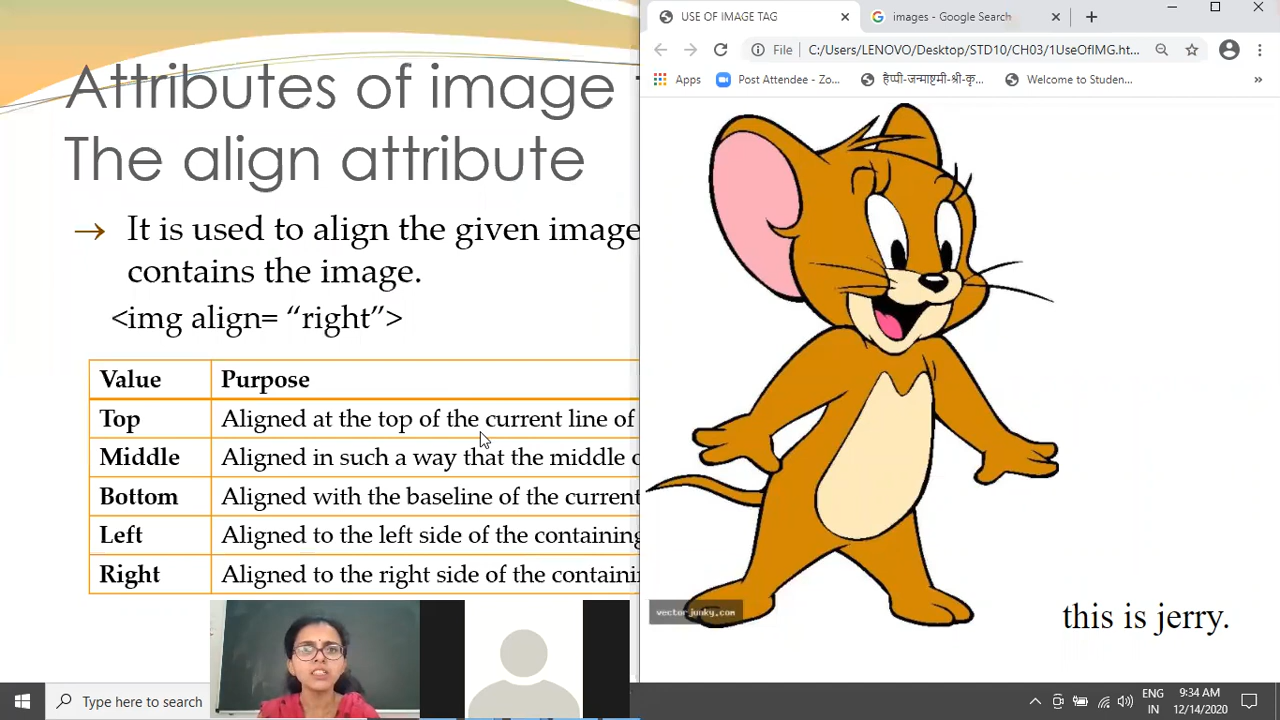 Attributes of image
The align attribute
→ It is used to align the given image
contains the image.
<img align= “right”>
Value Purpose
Top Aligned at the top of the current line of
Middle Aligned in such a way that the middle
Bottom Aligned with the baseline of the current
Left Aligned to the left side of the containing
Right Aligned to the right side of the containi
Type here to search
USE OF IMAGE TAG
images - Google Search
File C:/Users/LENOVO/Desktop/STD10/CH03/1UseOfIMG.ht...
Apps Post Attendee - Zo... हैप्पी-जन्माष्टमी-श्री-कृ... Welcome to Studen... »
vectorjunky.com
this is jerry.
ENG
IN
9:34 AM
12/14/2020